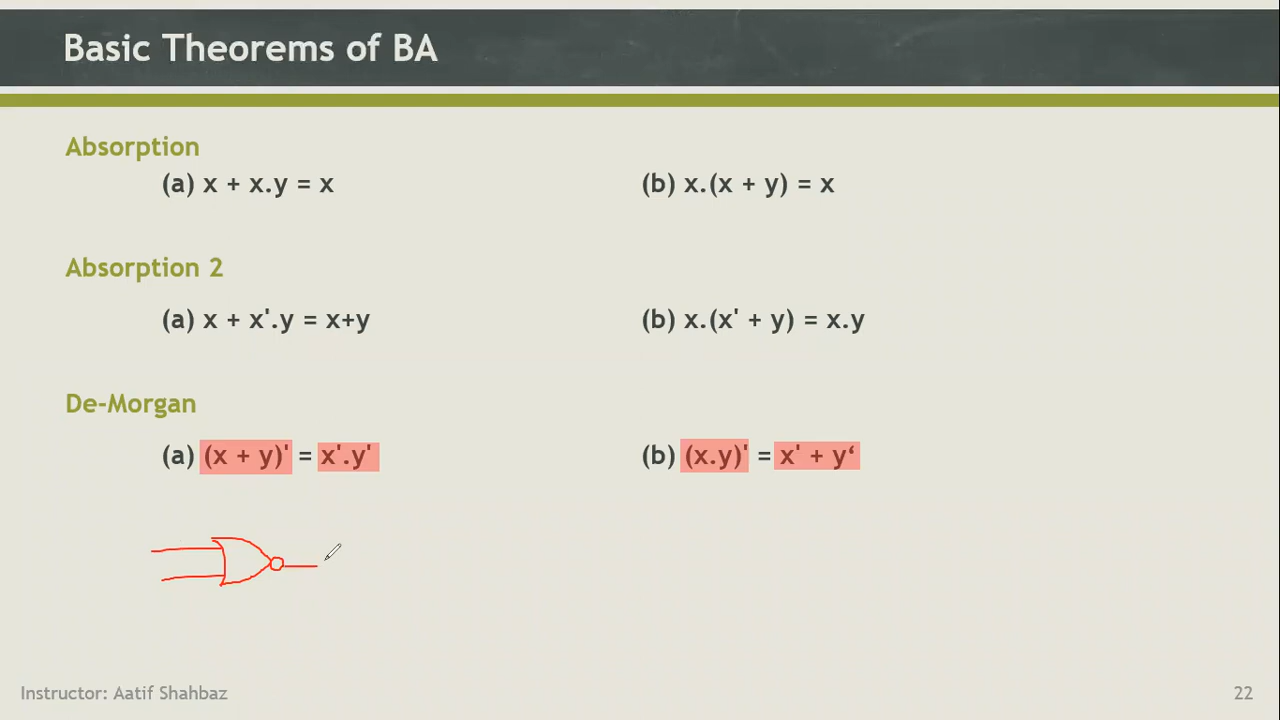 Basic Theorems of BA
Absorption
(a) x + x.y = x (b) x.(x + y) = x
Absorption 2
(a) x + x'.y = x+y (b) x.(x' + y) = x.y
De-Morgan
(a) (x + y)' = x'.y' (b) (x.y)' = x' + y‘
Instructor: Aatif Shahbaz 22